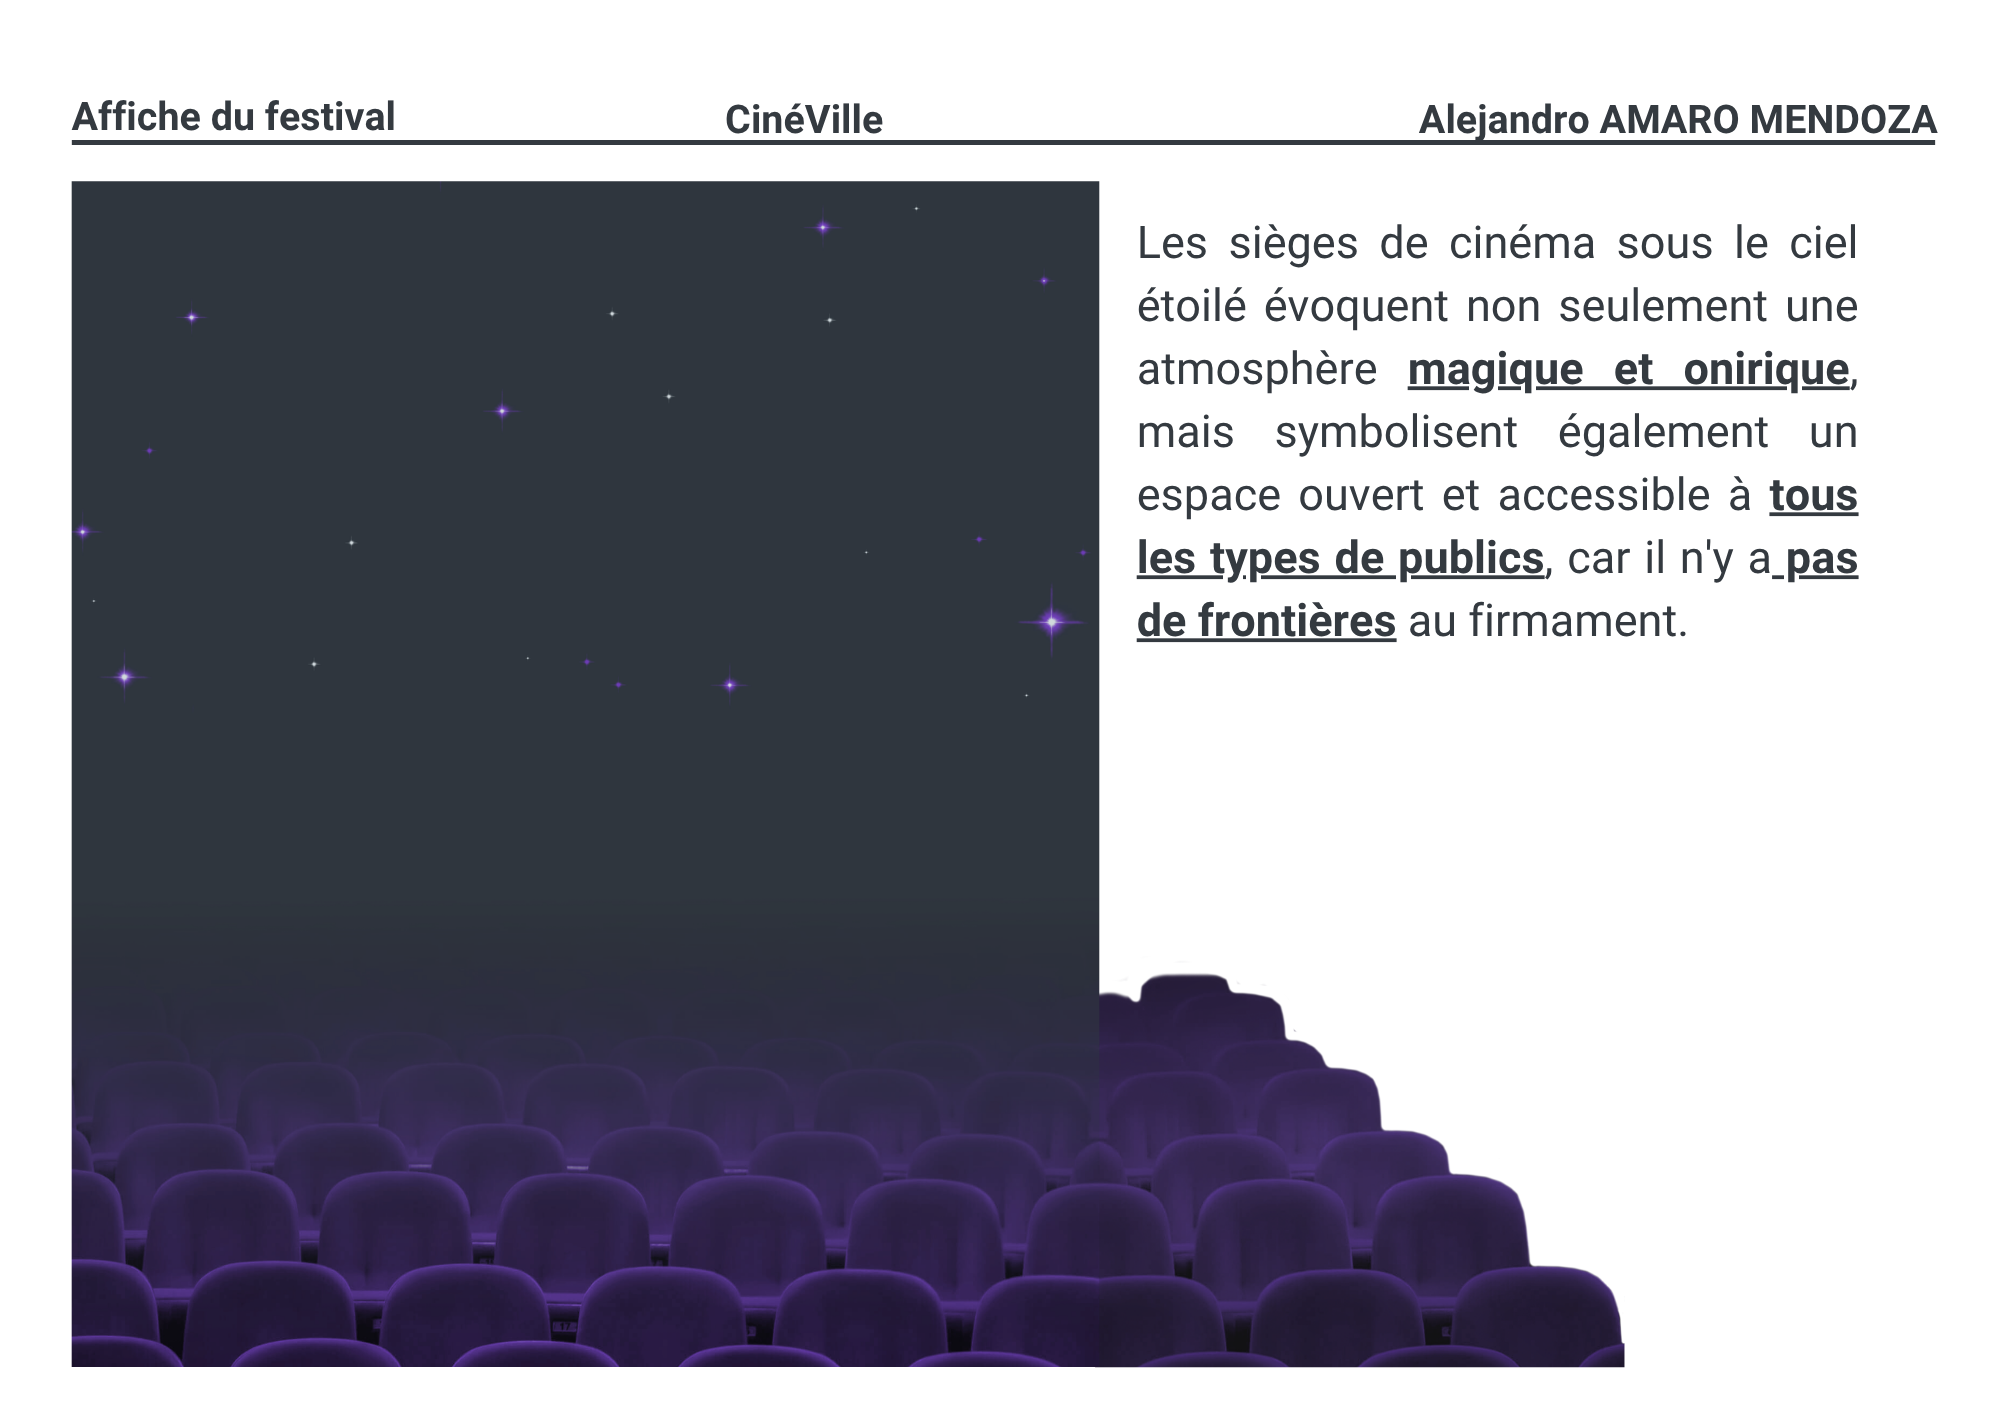 Affiche du festival
CinéVille
Alejandro AMARO MENDOZA
Les sièges de cinéma sous le ciel
étoilé évoquent non seulement une
atmosphère magique et onirique,
mais symbolisent également un
espace ouvert et accessible à tous
les types de publics, car il n'y a pas
de frontières au firmament.